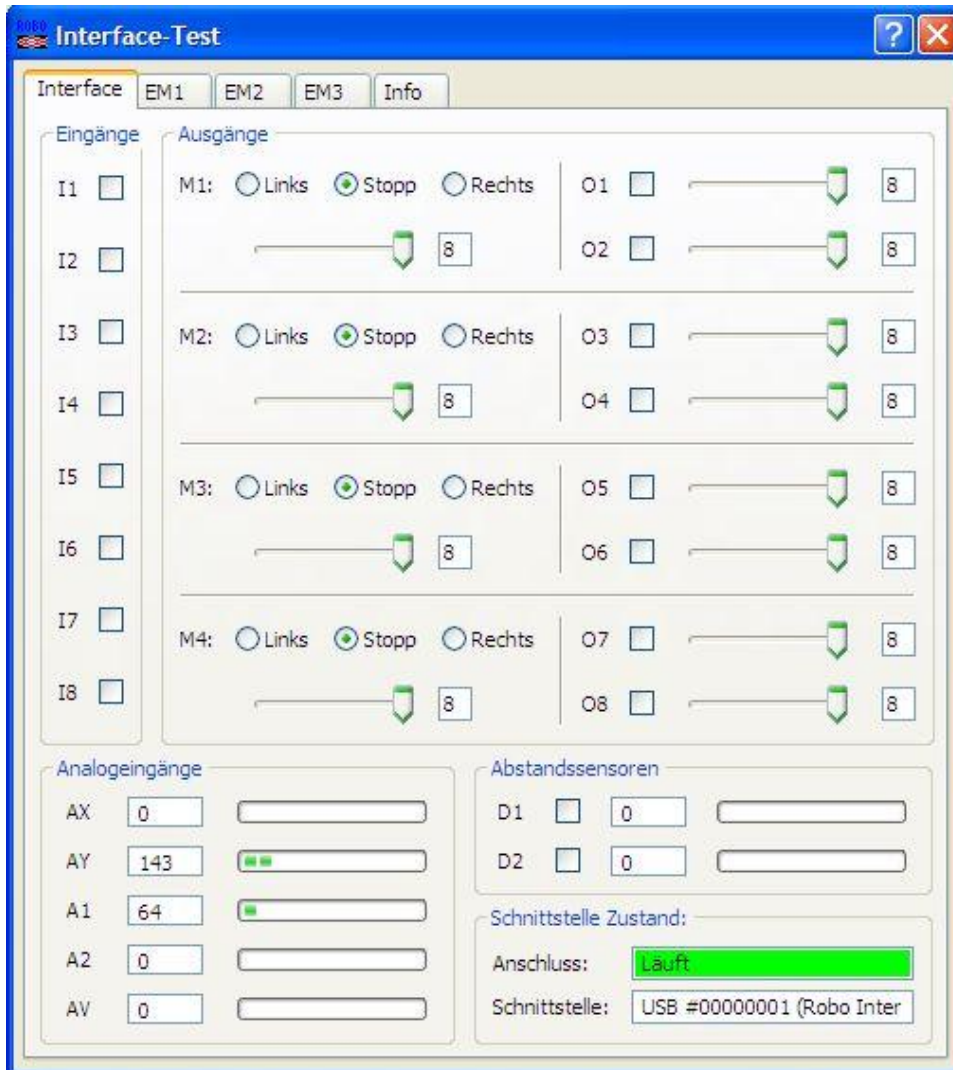 ROBO
Interface-Test
Interface EM1 EM2 EM3 Info
Eingänge
I1
I2
I3
I4
I5
I6
I7
I8
Ausgänge
M1: Links Stopp Rechts O1 8
8 O2 8
M2: Links Stopp Rechts O3 8
8 O4 8
M3: Links Stopp Rechts O5 8
8 O6 8
M4: Links Stopp Rechts O7 8
8 O8 8
Analogeingänge
AX 0
AY 143
A1 64
A2 0
AV 0
Abstandssensoren
D1 0
D2 0
Schnittstelle Zustand:
Anschluss: Läuft
Schnittstelle: USB #00000001 (Robo Inter